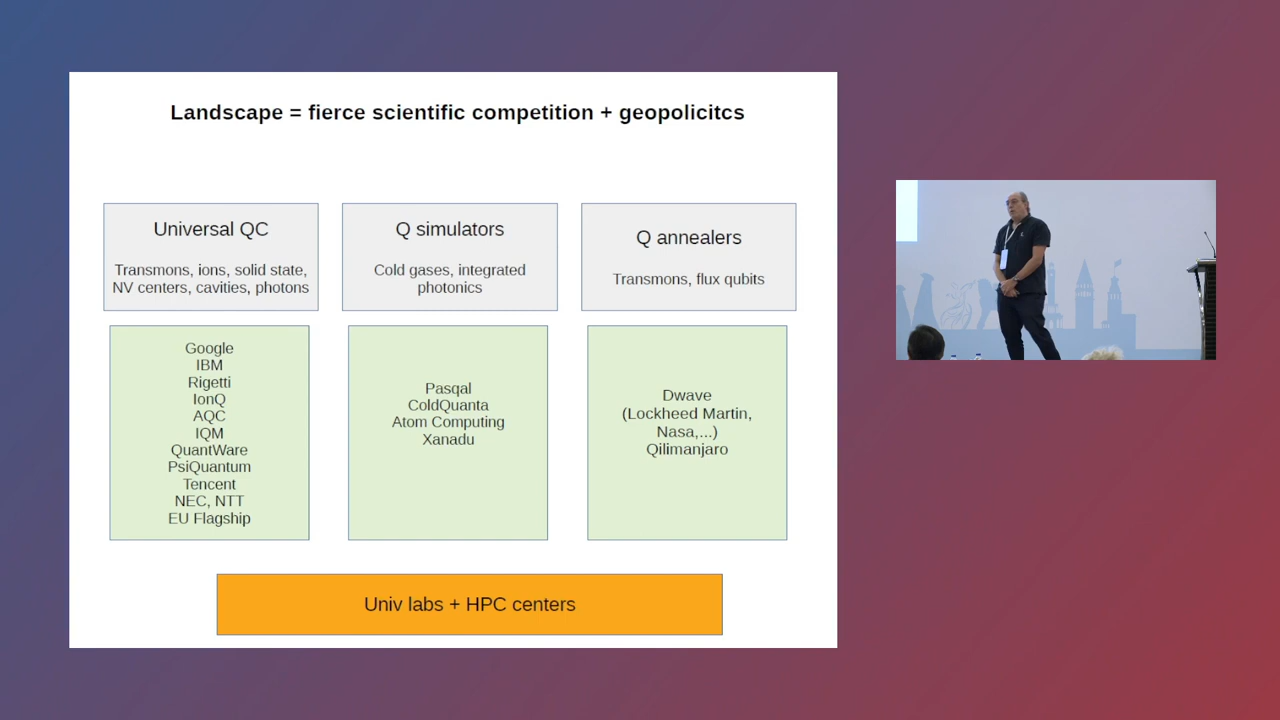 Landscape = fierce scientific competition + geopolicitcs
Universal QC
Transmons, ions, solid state,
NV centers, cavities, photons
Q simulators
Cold gases, integrated
photonics
Q annealers
Transmons, flux qubits
Google
IBM
Rigetti
IonQ
AQC
IQM
QuantWare
PsiQuantum
Tencent
NEC, NTT
EU Flagship
Pasqal
ColdQuanta
Atom Computing
Xanadu
Dwave
(Lockheed Martin,
Nasa,...)
Qilimanjaro
Univ labs + HPC centers